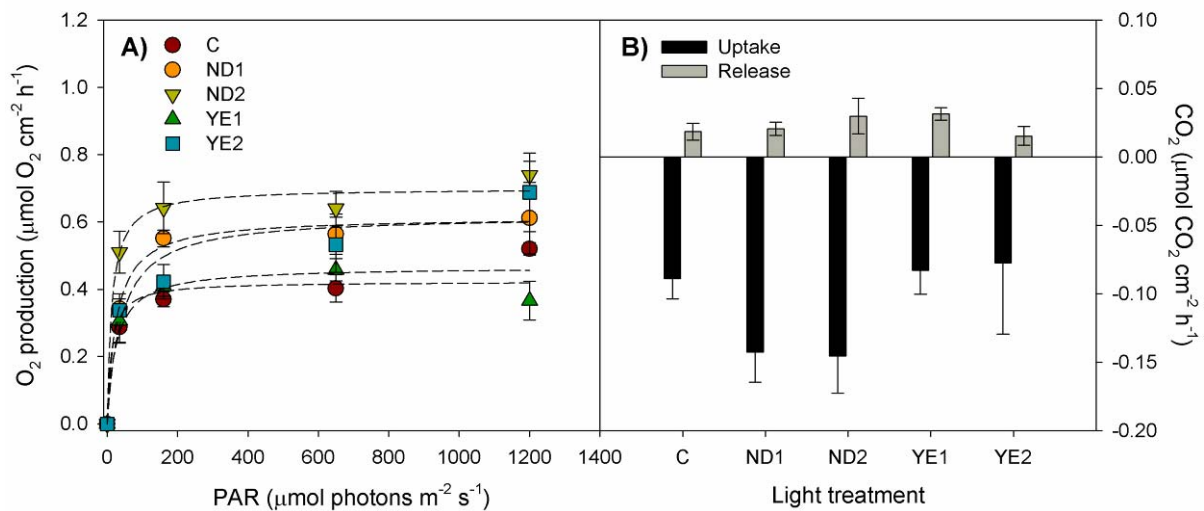 A)
C
ND1
ND2
YE1
YE2
O₂ production (μmol O₂ cm⁻² h⁻¹)
1.2
1.0
0.8
0.6
0.4
0.2
0.0
0 200 400 600 800 1000 1200 1400
PAR (μmol photons m⁻² s⁻¹)
B)
Uptake
Release
0.10
0.05
0.00
-0.05
-0.10
-0.15
-0.20
CO₂ (μmol CO₂ cm⁻² h⁻¹)
C ND1 ND2 YE1 YE2
Light treatment